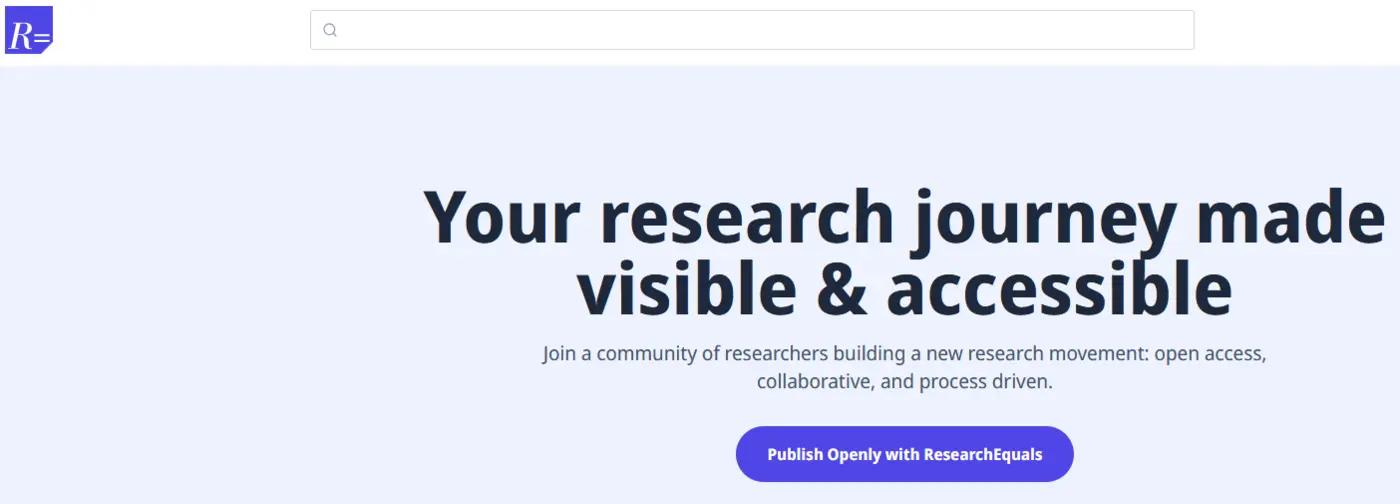 R=
Your research journey made
visible & accessible
Join a community of researchers building a new research movement: open access,
collaborative, and process driven.
Publish Openly with ResearchEquals